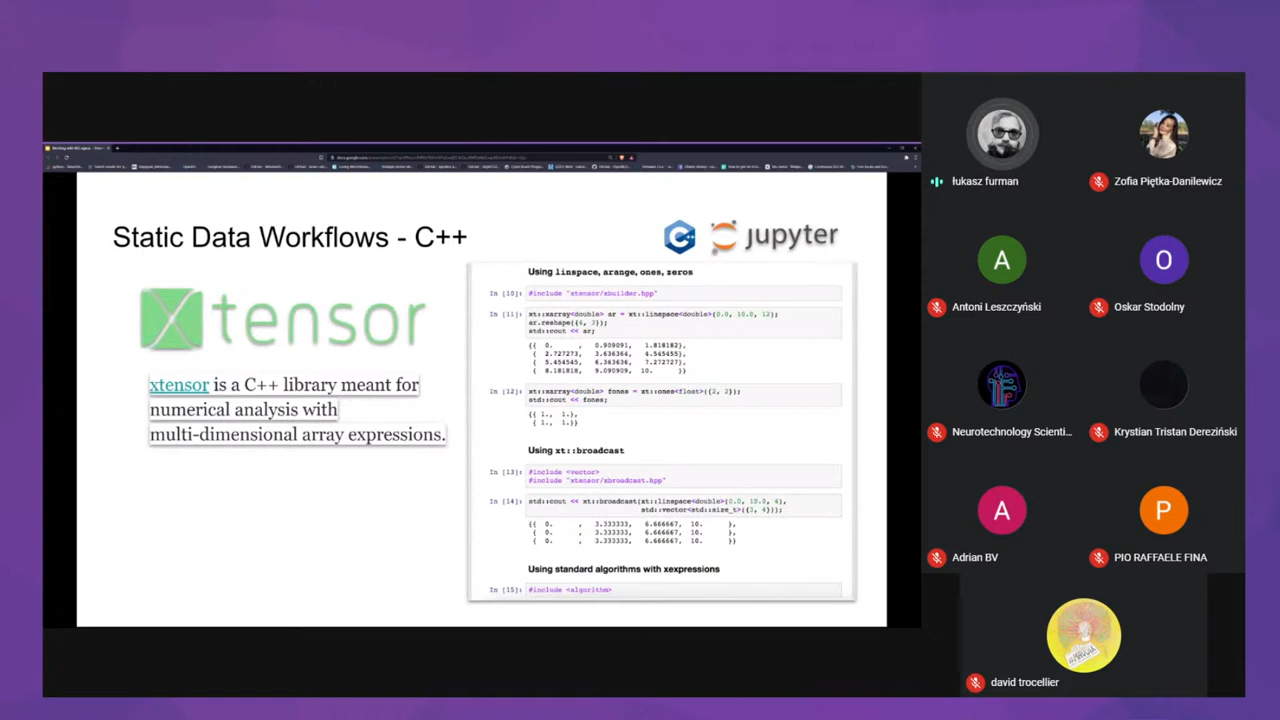 Static Data Workflows - C++
C++
jupyter
xtensor
xtensor is a C++ library meant for
numerical analysis with
multi-dimensional array expressions.
Using linspace, arange, ones, zeros
In [10]: #include "xtensor/xbuilder.hpp"
In [11]: xt::xarray<double> ar = xt::linspace<double>(0.0, 10.0, 12);
ar.reshape({4, 3});
std::cout << ar;
{{ 0. , 0.909091, 1.818182},
{ 2.727273, 3.636364, 4.545455},
{ 5.454545, 6.363636, 7.272727},
{ 8.181818, 9.090909, 10. }}
In [12]: xt::xarray<double> fones = xt::ones<float>({2, 2});
std::cout << fones;
{{ 1., 1.},
{ 1., 1.}}
Using xt::broadcast
In [13]: #include <vector>
#include "xtensor/xbroadcast.hpp"
In [14]: std::cout << xt::broadcast(xt::linspace<double>(0.0, 10.0, 4),
std::vector<std::size_t>({3, 4}));
{{ 0. , 3.333333, 6.666667, 10. },
{ 0. , 3.333333, 6.666667, 10. },
{ 0. , 3.333333, 6.666667, 10. }}
Using standard algorithms with xexpressions
In [15]: #include <algorithm>
łukasz furman
Zofia Piętka-Danilewicz
A
O
Antoni Leszczyński
Oskar Stodolny
Neurotechnology Scienti...
Krystian Tristan Dereziński
A
P
Adrian BV
PIO RAFFAELE FINA
david trocellier